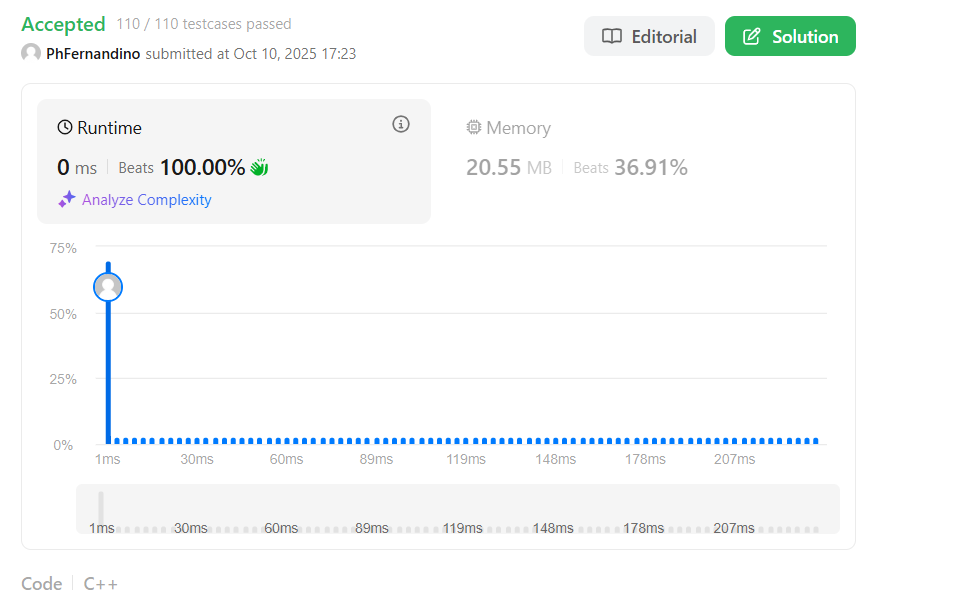 Accepted 110 / 110 testcases passed
PhFernandino submitted at Oct 10, 2025 17:23
Editorial
Solution
Runtime
0 ms Beats 100.00%
Analyze Complexity
Memory
20.55 MB Beats 36.91%
75%
50%
25%
0%
1ms 30ms 60ms 89ms 119ms 148ms 178ms 207ms
1ms 30ms 60ms 89ms 119ms 148ms 178ms 207ms
Code C++